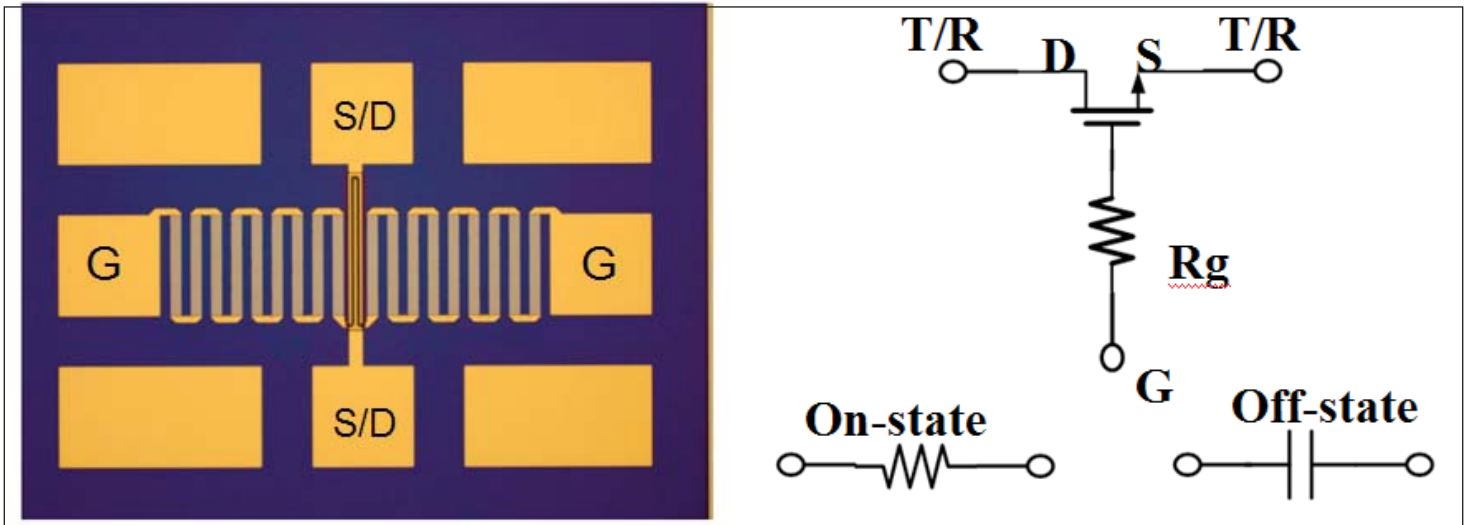 S/D
G
G
S/D
T/R
D
S
T/R
Rg
G
On-state
Off-state